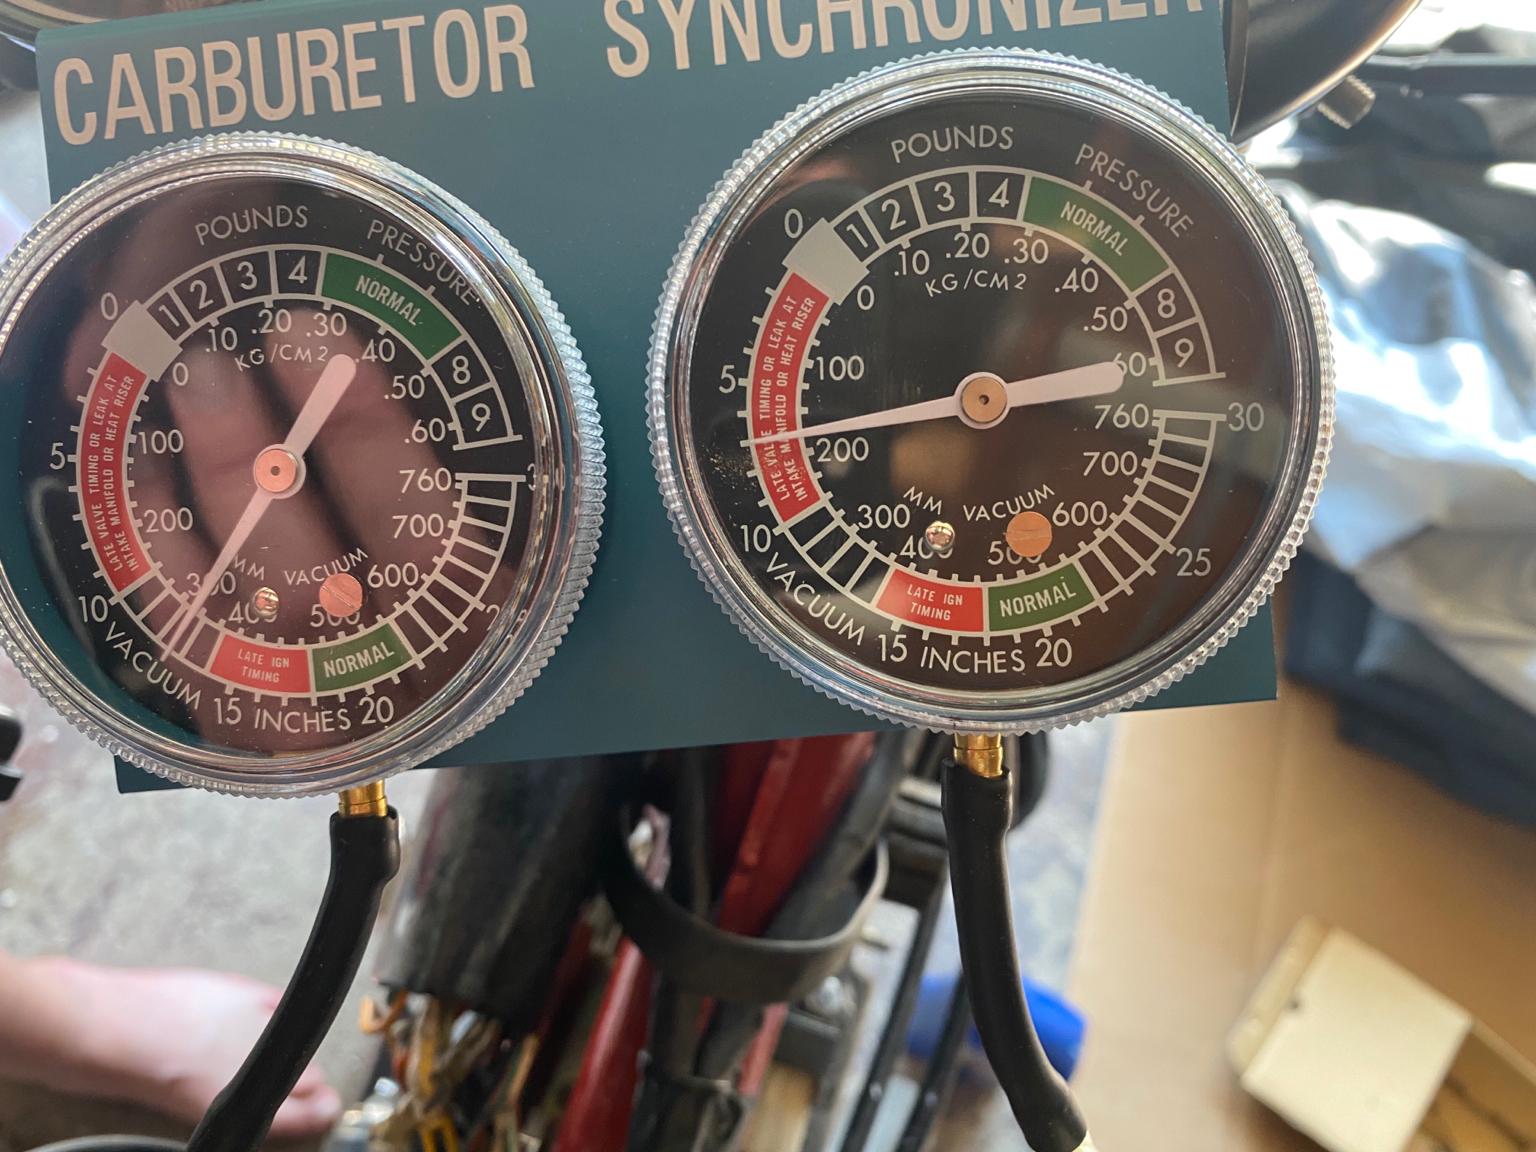 CARBURETOR SYNCHRONIZER
POUNDS PRESSURE
0 1 2 3 4 NORMAL 8 9
0 .10 .20 .30 .40 .50 .60
KG/CM2
LATE VALVE TIMING OR LEAK AT
INTAKE MANIFOLD OR HEAT RISER
5
100
200
300
MM VACUUM
760
700
600
10
LATE IGN
TIMING
NORMAL
VACUUM 15 INCHES 20
POUNDS PRESSURE
0 1 2 3 4 NORMAL 8 9
0 .10 .20 .30 .40 .50 .60
KG/CM2
LATE VALVE TIMING OR LEAK AT
INTAKE MANIFOLD OR HEAT RISER
5
100
200
300
MM VACUUM
760
700
600
30
25
10
LATE IGN
TIMING
NORMAL
VACUUM 15 INCHES 20